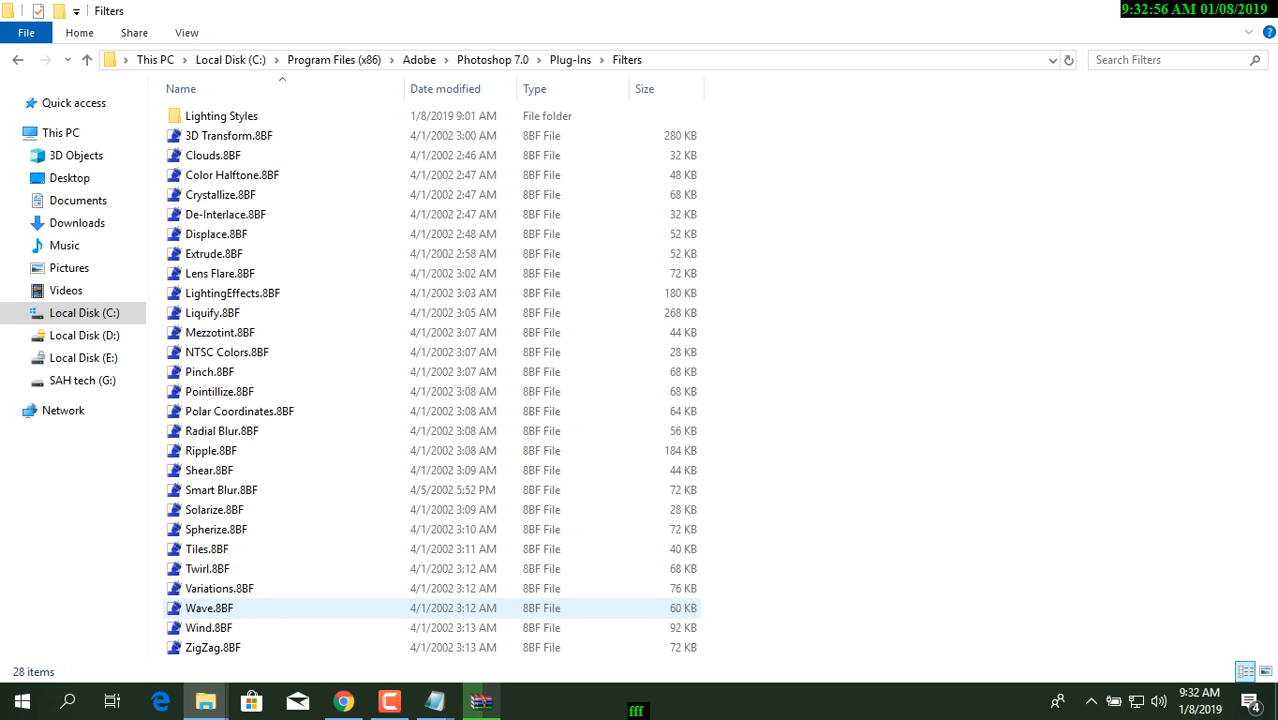 Filters
9:32:56 AM 01/08/2019
File Home Share View
This PC Local Disk (C:) Program Files (x86) Adobe Photoshop 7.0 Plug-Ins Filters
Search Filters
Quick access
This PC
3D Objects
Desktop
Documents
Downloads
Music
Pictures
Videos
Local Disk (C:)
Local Disk (D:)
Local Disk (E:)
SAH tech (G:)
Network
Name Date modified Type Size
Lighting Styles 1/8/2019 9:01 AM File folder
3D Transform.8BF 4/1/2002 3:00 AM 8BF File 280 KB
Clouds.8BF 4/1/2002 2:46 AM 8BF File 32 KB
Color Halftone.8BF 4/1/2002 2:47 AM 8BF File 48 KB
Crystallize.8BF 4/1/2002 2:47 AM 8BF File 68 KB
De-Interlace.8BF 4/1/2002 2:47 AM 8BF File 32 KB
Displace.8BF 4/1/2002 2:48 AM 8BF File 52 KB
Extrude.8BF 4/1/2002 2:58 AM 8BF File 52 KB
Lens Flare.8BF 4/1/2002 3:02 AM 8BF File 72 KB
LightingEffects.8BF 4/1/2002 3:03 AM 8BF File 180 KB
Liquify.8BF 4/1/2002 3:05 AM 8BF File 268 KB
Mezzotint.8BF 4/1/2002 3:07 AM 8BF File 44 KB
NTSC Colors.8BF 4/1/2002 3:07 AM 8BF File 28 KB
Pinch.8BF 4/1/2002 3:07 AM 8BF File 68 KB
Pointillize.8BF 4/1/2002 3:08 AM 8BF File 68 KB
Polar Coordinates.8BF 4/1/2002 3:08 AM 8BF File 64 KB
Radial Blur.8BF 4/1/2002 3:08 AM 8BF File 56 KB
Ripple.8BF 4/1/2002 3:08 AM 8BF File 184 KB
Shear.8BF 4/1/2002 3:09 AM 8BF File 44 KB
Smart Blur.8BF 4/5/2002 5:52 PM 8BF File 72 KB
Solarize.8BF 4/1/2002 3:09 AM 8BF File 28 KB
Spherize.8BF 4/1/2002 3:10 AM 8BF File 72 KB
Tiles.8BF 4/1/2002 3:11 AM 8BF File 40 KB
Twirl.8BF 4/1/2002 3:12 AM 8BF File 68 KB
Variations.8BF 4/1/2002 3:12 AM 8BF File 76 KB
Wave.8BF 4/1/2002 3:12 AM 8BF File 60 KB
Wind.8BF 4/1/2002 3:13 AM 8BF File 92 KB
ZigZag.8BF 4/1/2002 3:13 AM 8BF File 72 KB
28 items
fff
9:32 AM
1/8/2019
4